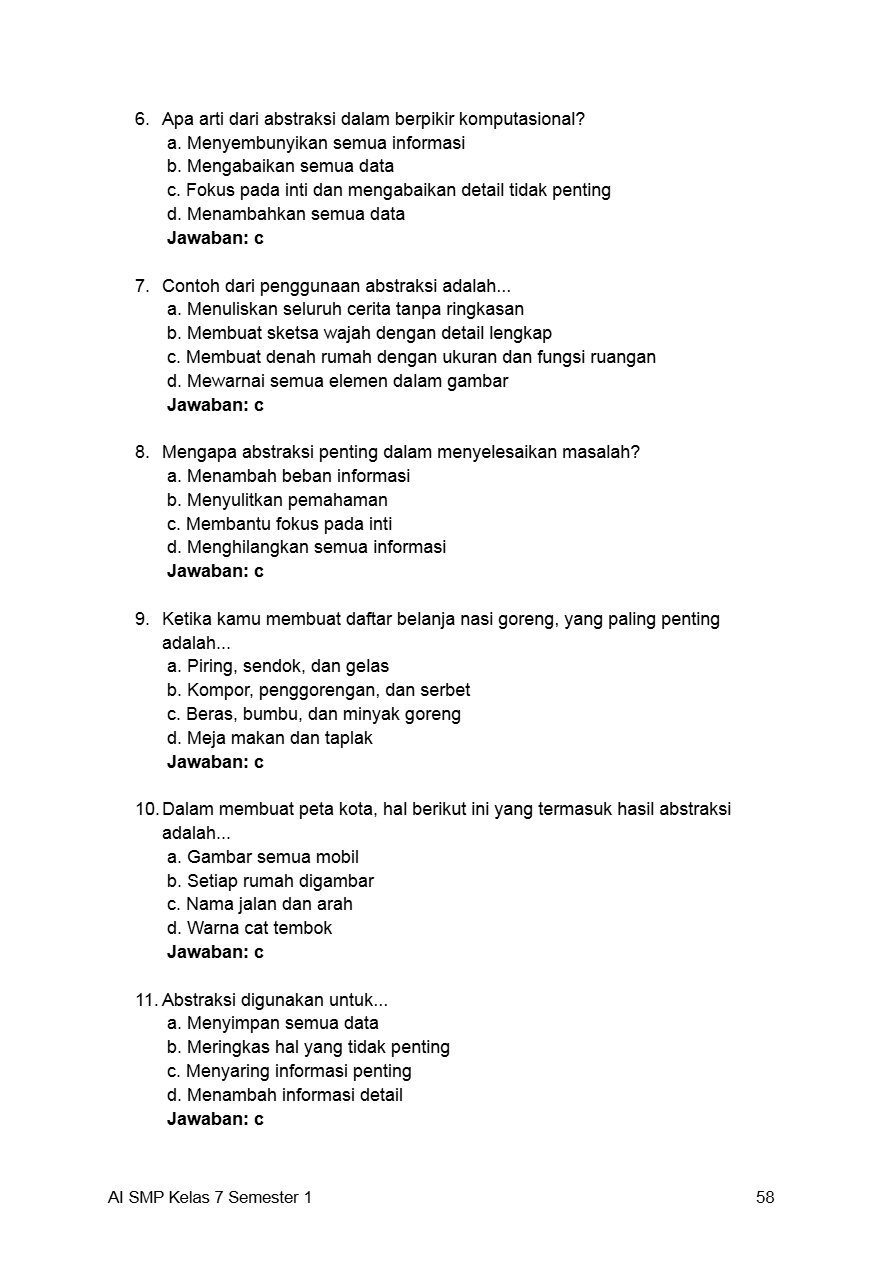 6. Apa arti dari abstraksi dalam berpikir komputasional?
a. Menyembunyikan semua informasi
b. Mengabaikan semua data
c. Fokus pada inti dan mengabaikan detail tidak penting
d. Menambahkan semua data
Jawaban: c
7. Contoh dari penggunaan abstraksi adalah...
a. Menuliskan seluruh cerita tanpa ringkasan
b. Membuat sketsa wajah dengan detail lengkap
c. Membuat denah rumah dengan ukuran dan fungsi ruangan
d. Mewarnai semua elemen dalam gambar
Jawaban: c
8. Mengapa abstraksi penting dalam menyelesaikan masalah?
a. Menambah beban informasi
b. Menyulitkan pemahaman
c. Membantu fokus pada inti
d. Menghilangkan semua informasi
Jawaban: c
9. Ketika kamu membuat daftar belanja nasi goreng, yang paling penting
adalah...
a. Piring, sendok, dan gelas
b. Kompor, penggorengan, dan serbet
c. Beras, bumbu, dan minyak goreng
d. Meja makan dan taplak
Jawaban: c
10. Dalam membuat peta kota, hal berikut ini yang termasuk hasil abstraksi
adalah...
a. Gambar semua mobil
b. Setiap rumah digambar
c. Nama jalan dan arah
d. Warna cat tembok
Jawaban: c
11. Abstraksi digunakan untuk...
a. Menyimpan semua data
b. Meringkas hal yang tidak penting
c. Menyaring informasi penting
d. Menambah informasi detail
Jawaban: c
AI SMP Kelas 7 Semester 1 58